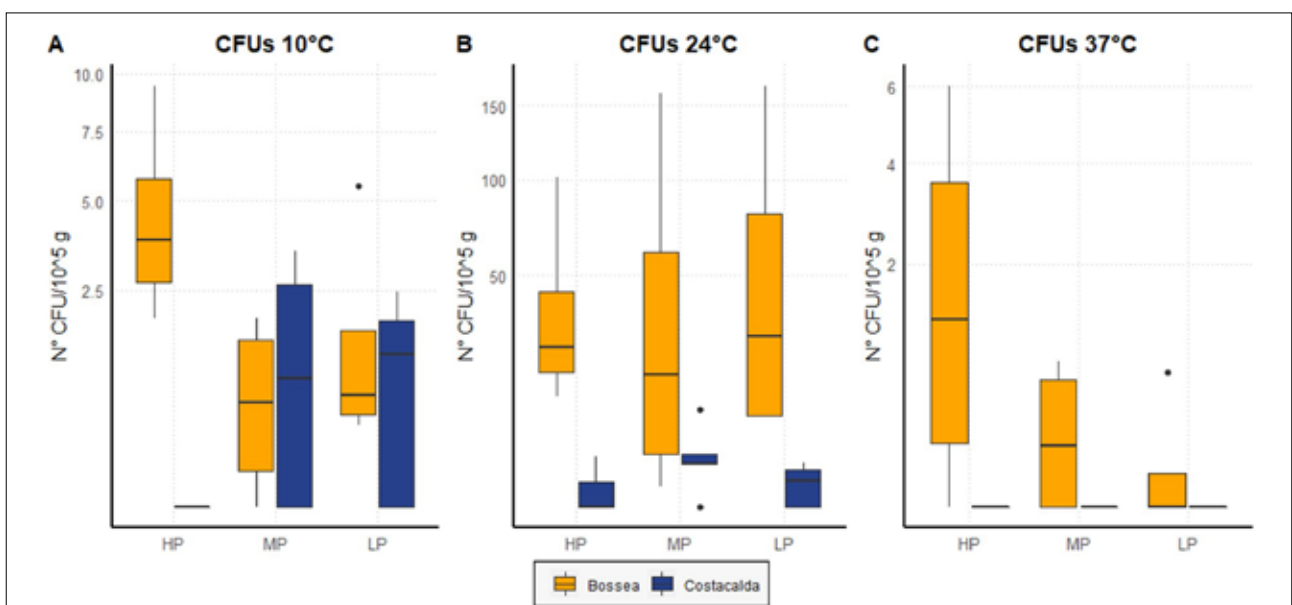 A CFUs 10°C
10.0
7.5
5.0
2.5
N° CFU/10^5 g
HP MP LP
B CFUs 24°C
150
100
50
N° CFU/10^5 g
HP MP LP
C CFUs 37°C
6
4
2
N° CFU/10^5 g
HP MP LP
Bossea Costacalda